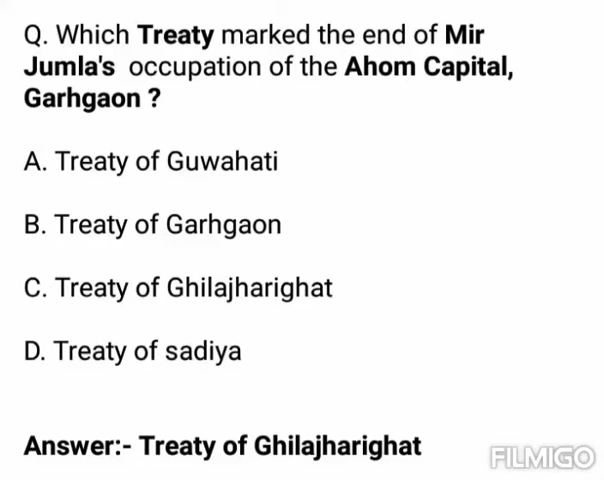 Q. Which Treaty marked the end of Mir
Jumla's occupation of the Ahom Capital,
Garhgaon ?
A. Treaty of Guwahati
B. Treaty of Garhgaon
C. Treaty of Ghilajharighat
D. Treaty of sadiya
Answer:- Treaty of Ghilajharighat
FILMIGO